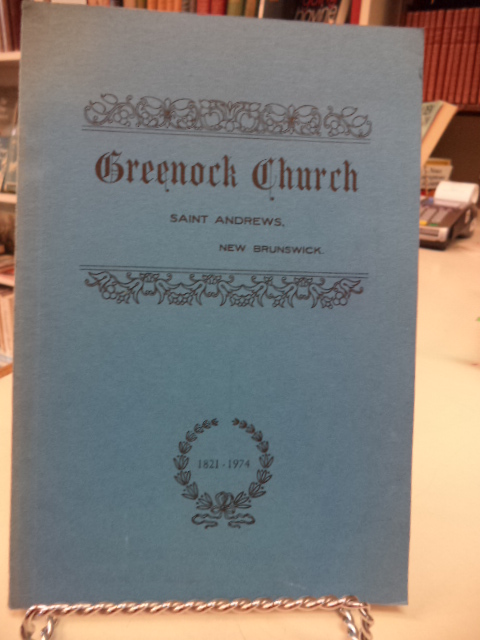 Greenock Church
SAINT ANDREWS,
NEW BRUNSWICK.
1821 - 1974